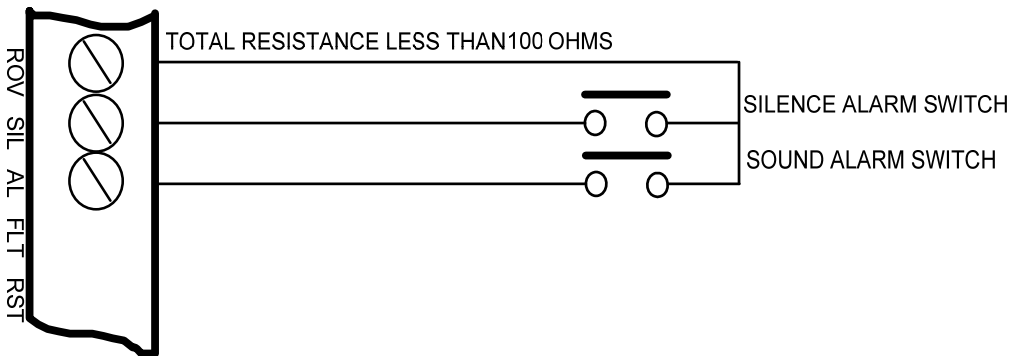 TOTAL RESISTANCE LESS THAN100 OHMS
ROV
SIL
AL
FLT
RST
SILENCE ALARM SWITCH
SOUND ALARM SWITCH